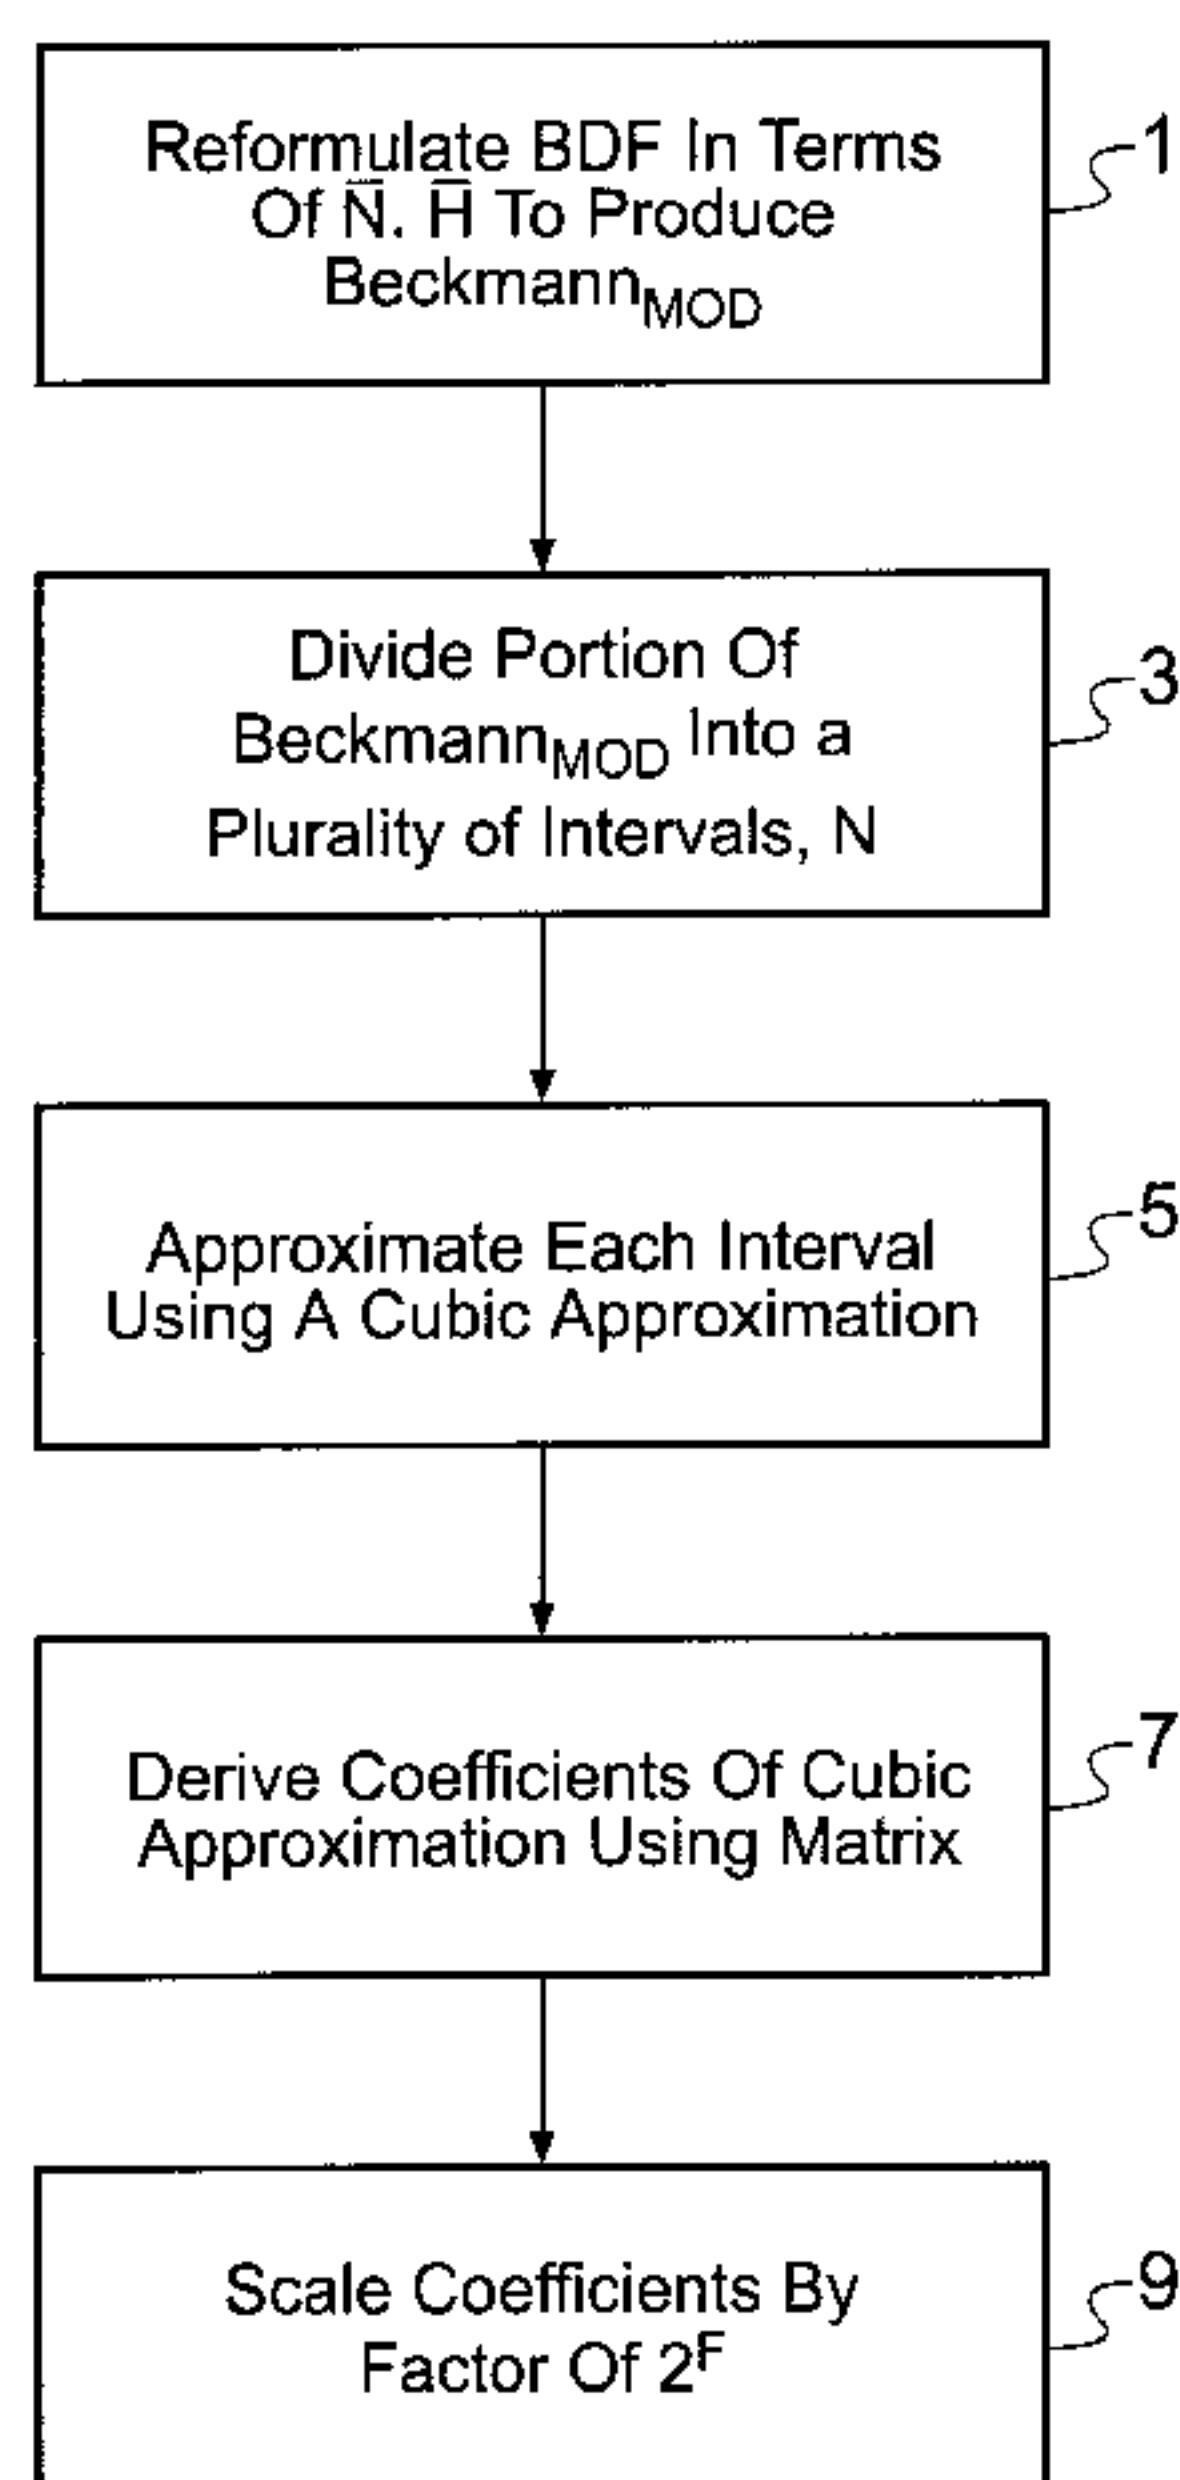 Reformulate BDF In Terms
Of N̅. H̅ To Produce
Beckmann_MOD
1
Divide Portion Of
Beckmann_MOD Into a
Plurality of Intervals, N
3
Approximate Each Interval
Using A Cubic Approximation
5
Derive Coefficients Of Cubic
Approximation Using Matrix
7
Scale Coefficients By
Factor Of 2^F
9